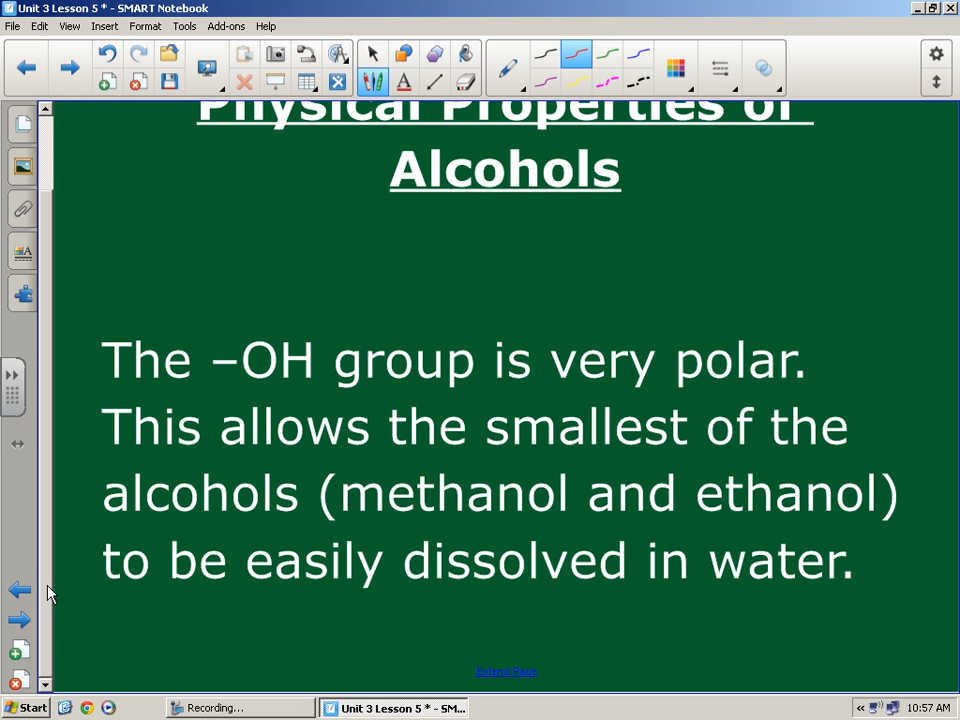 Unit 3 Lesson 5 * - SMART Notebook
File Edit View Insert Format Tools Add-ons Help
Physical Properties of
Alcohols
The –OH group is very polar.
This allows the smallest of the
alcohols (methanol and ethanol)
to be easily dissolved in water.
Extend Page
Start Recording... Unit 3 Lesson 5 * - SM... 10:57 AM